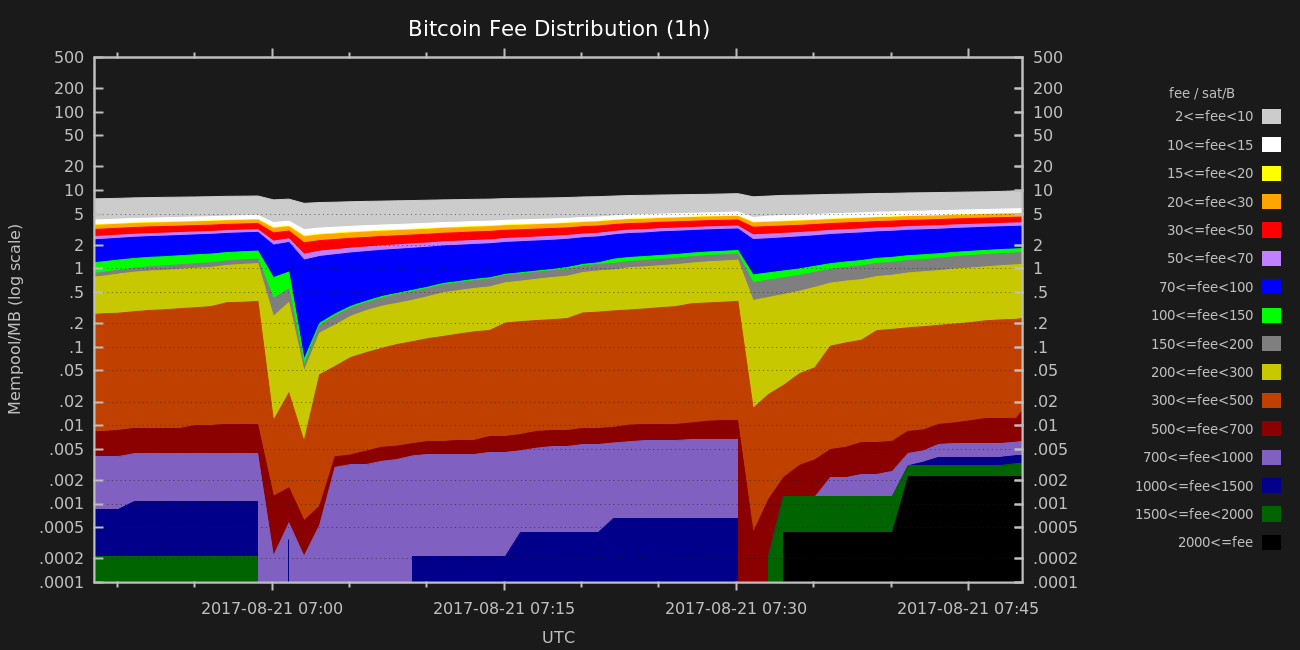 Bitcoin Fee Distribution (1h)
Mempool/MB (log scale)
500
200
100
50
20
10
5
2
1
.5
.2
.1
.05
.02
.01
.005
.002
.001
.0005
.0002
.0001
500
200
100
50
20
10
5
2
1
.5
.2
.1
.05
.02
.01
.005
.002
.001
.0005
.0002
.0001
2017-08-21 07:00
2017-08-21 07:15
2017-08-21 07:30
2017-08-21 07:45
UTC
fee / sat/B
2<=fee<10
10<=fee<15
15<=fee<20
20<=fee<30
30<=fee<50
50<=fee<70
70<=fee<100
100<=fee<150
150<=fee<200
200<=fee<300
300<=fee<500
500<=fee<700
700<=fee<1000
1000<=fee<1500
1500<=fee<2000
2000<=fee